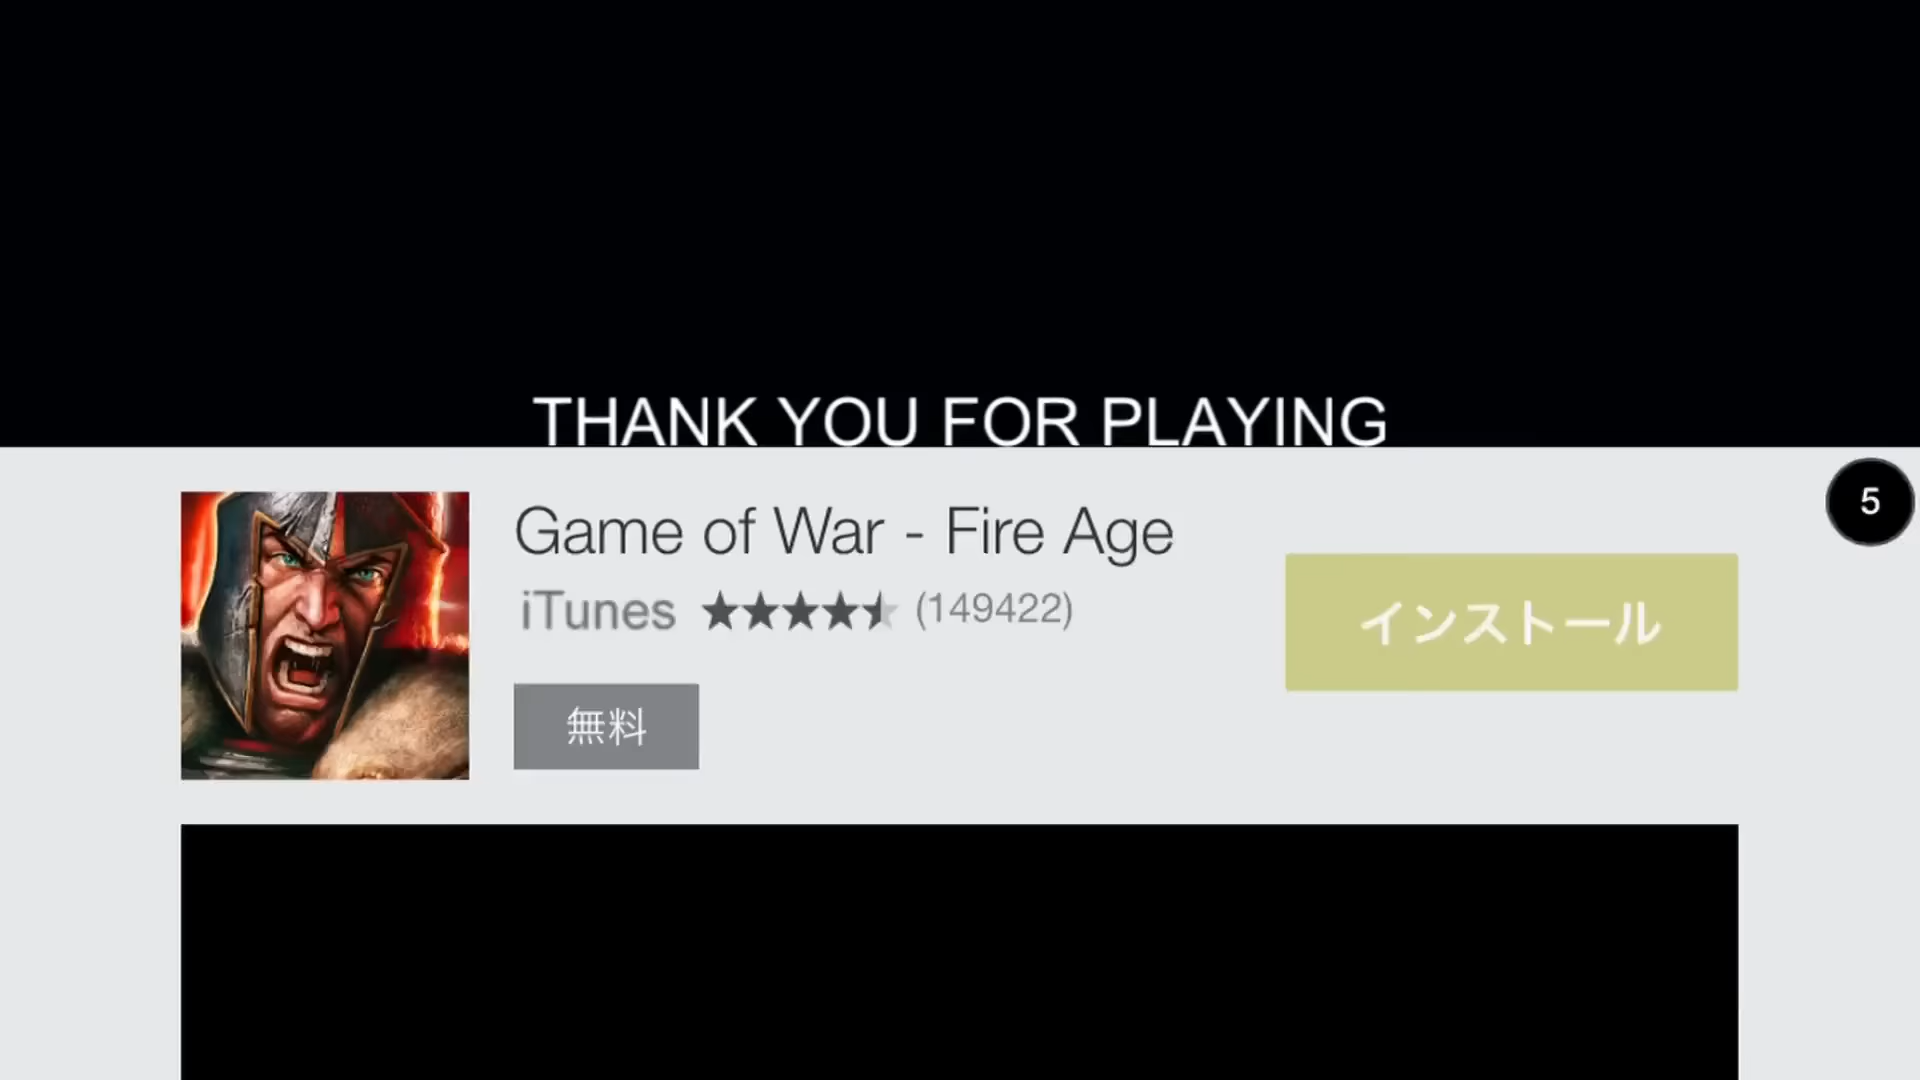 THANK YOU FOR PLAYING
5
Game of War - Fire Age
iTunes ★★★★⯨ (149422)
インストール
無料